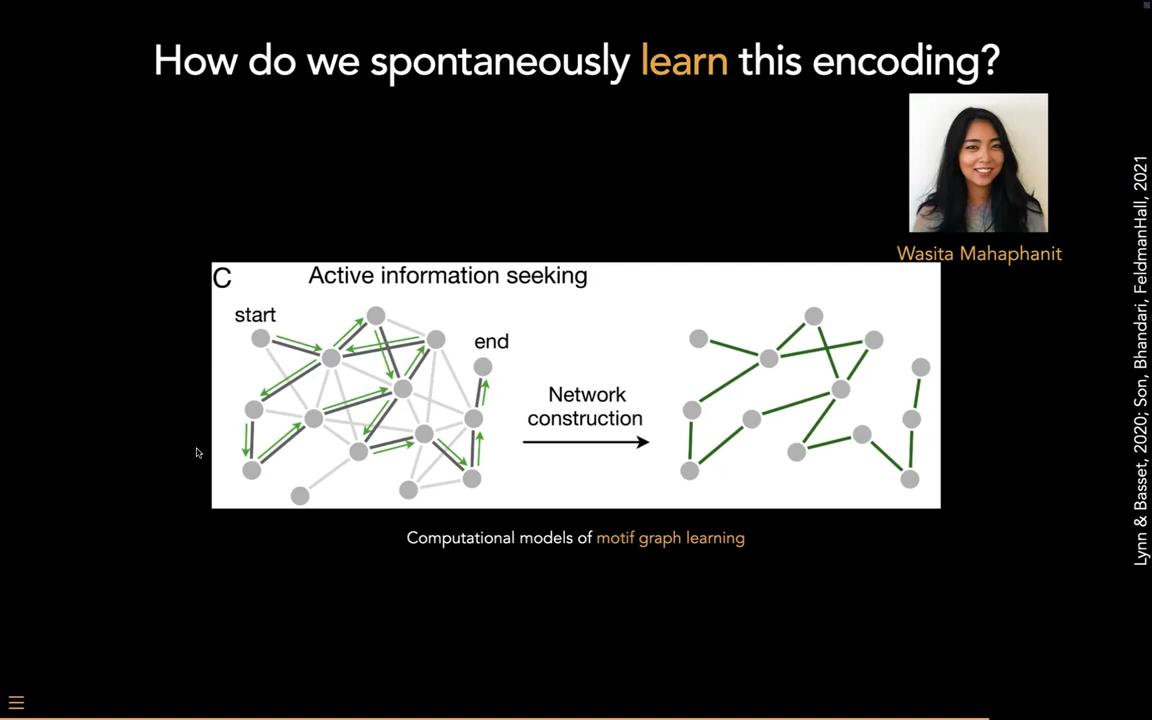 How do we spontaneously learn this encoding?
Wasita Mahaphanit
C
Active information seeking
start
end
Network
construction
Computational models of motif graph learning
Lynn & Basset, 2020; Son, Bhandari, FeldmanHall, 2021